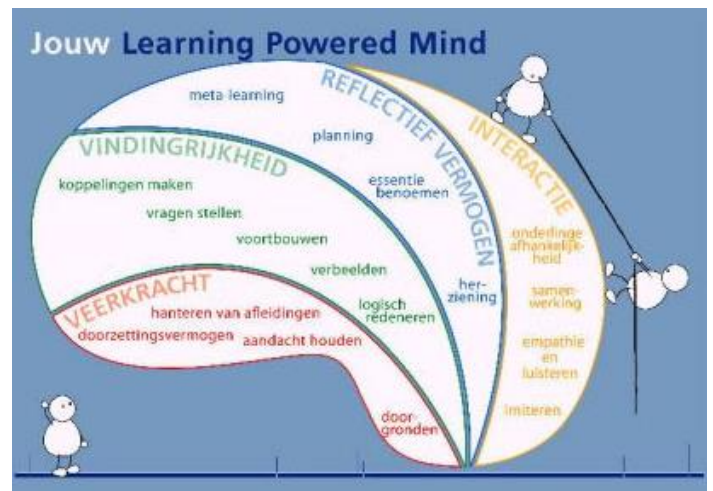 Jouw Learning Powered Mind
REFLECTIEF VERMOGEN
meta learning
planning
essentie
benoemen
her-
ziening
VINDINGRIJKHEID
koppelingen maken
vragen stellen
voortbouwen
verbeelden
logisch
redeneren
VEERKRACHT
hanteren van afleidingen
doorzettingsvermogen
aandacht houden
door-
gronden
INTERACTIE
onderlinge
afhankelijk-
heid
samen-
werking
empathie
en
luisteren
imiteren